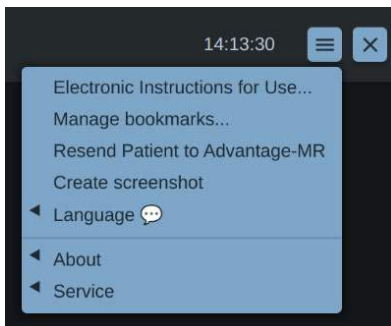 14:13:30
Electronic Instructions for Use...
Manage bookmarks...
Resend Patient to Advantage-MR
Create screenshot
Language 💬
About
Service